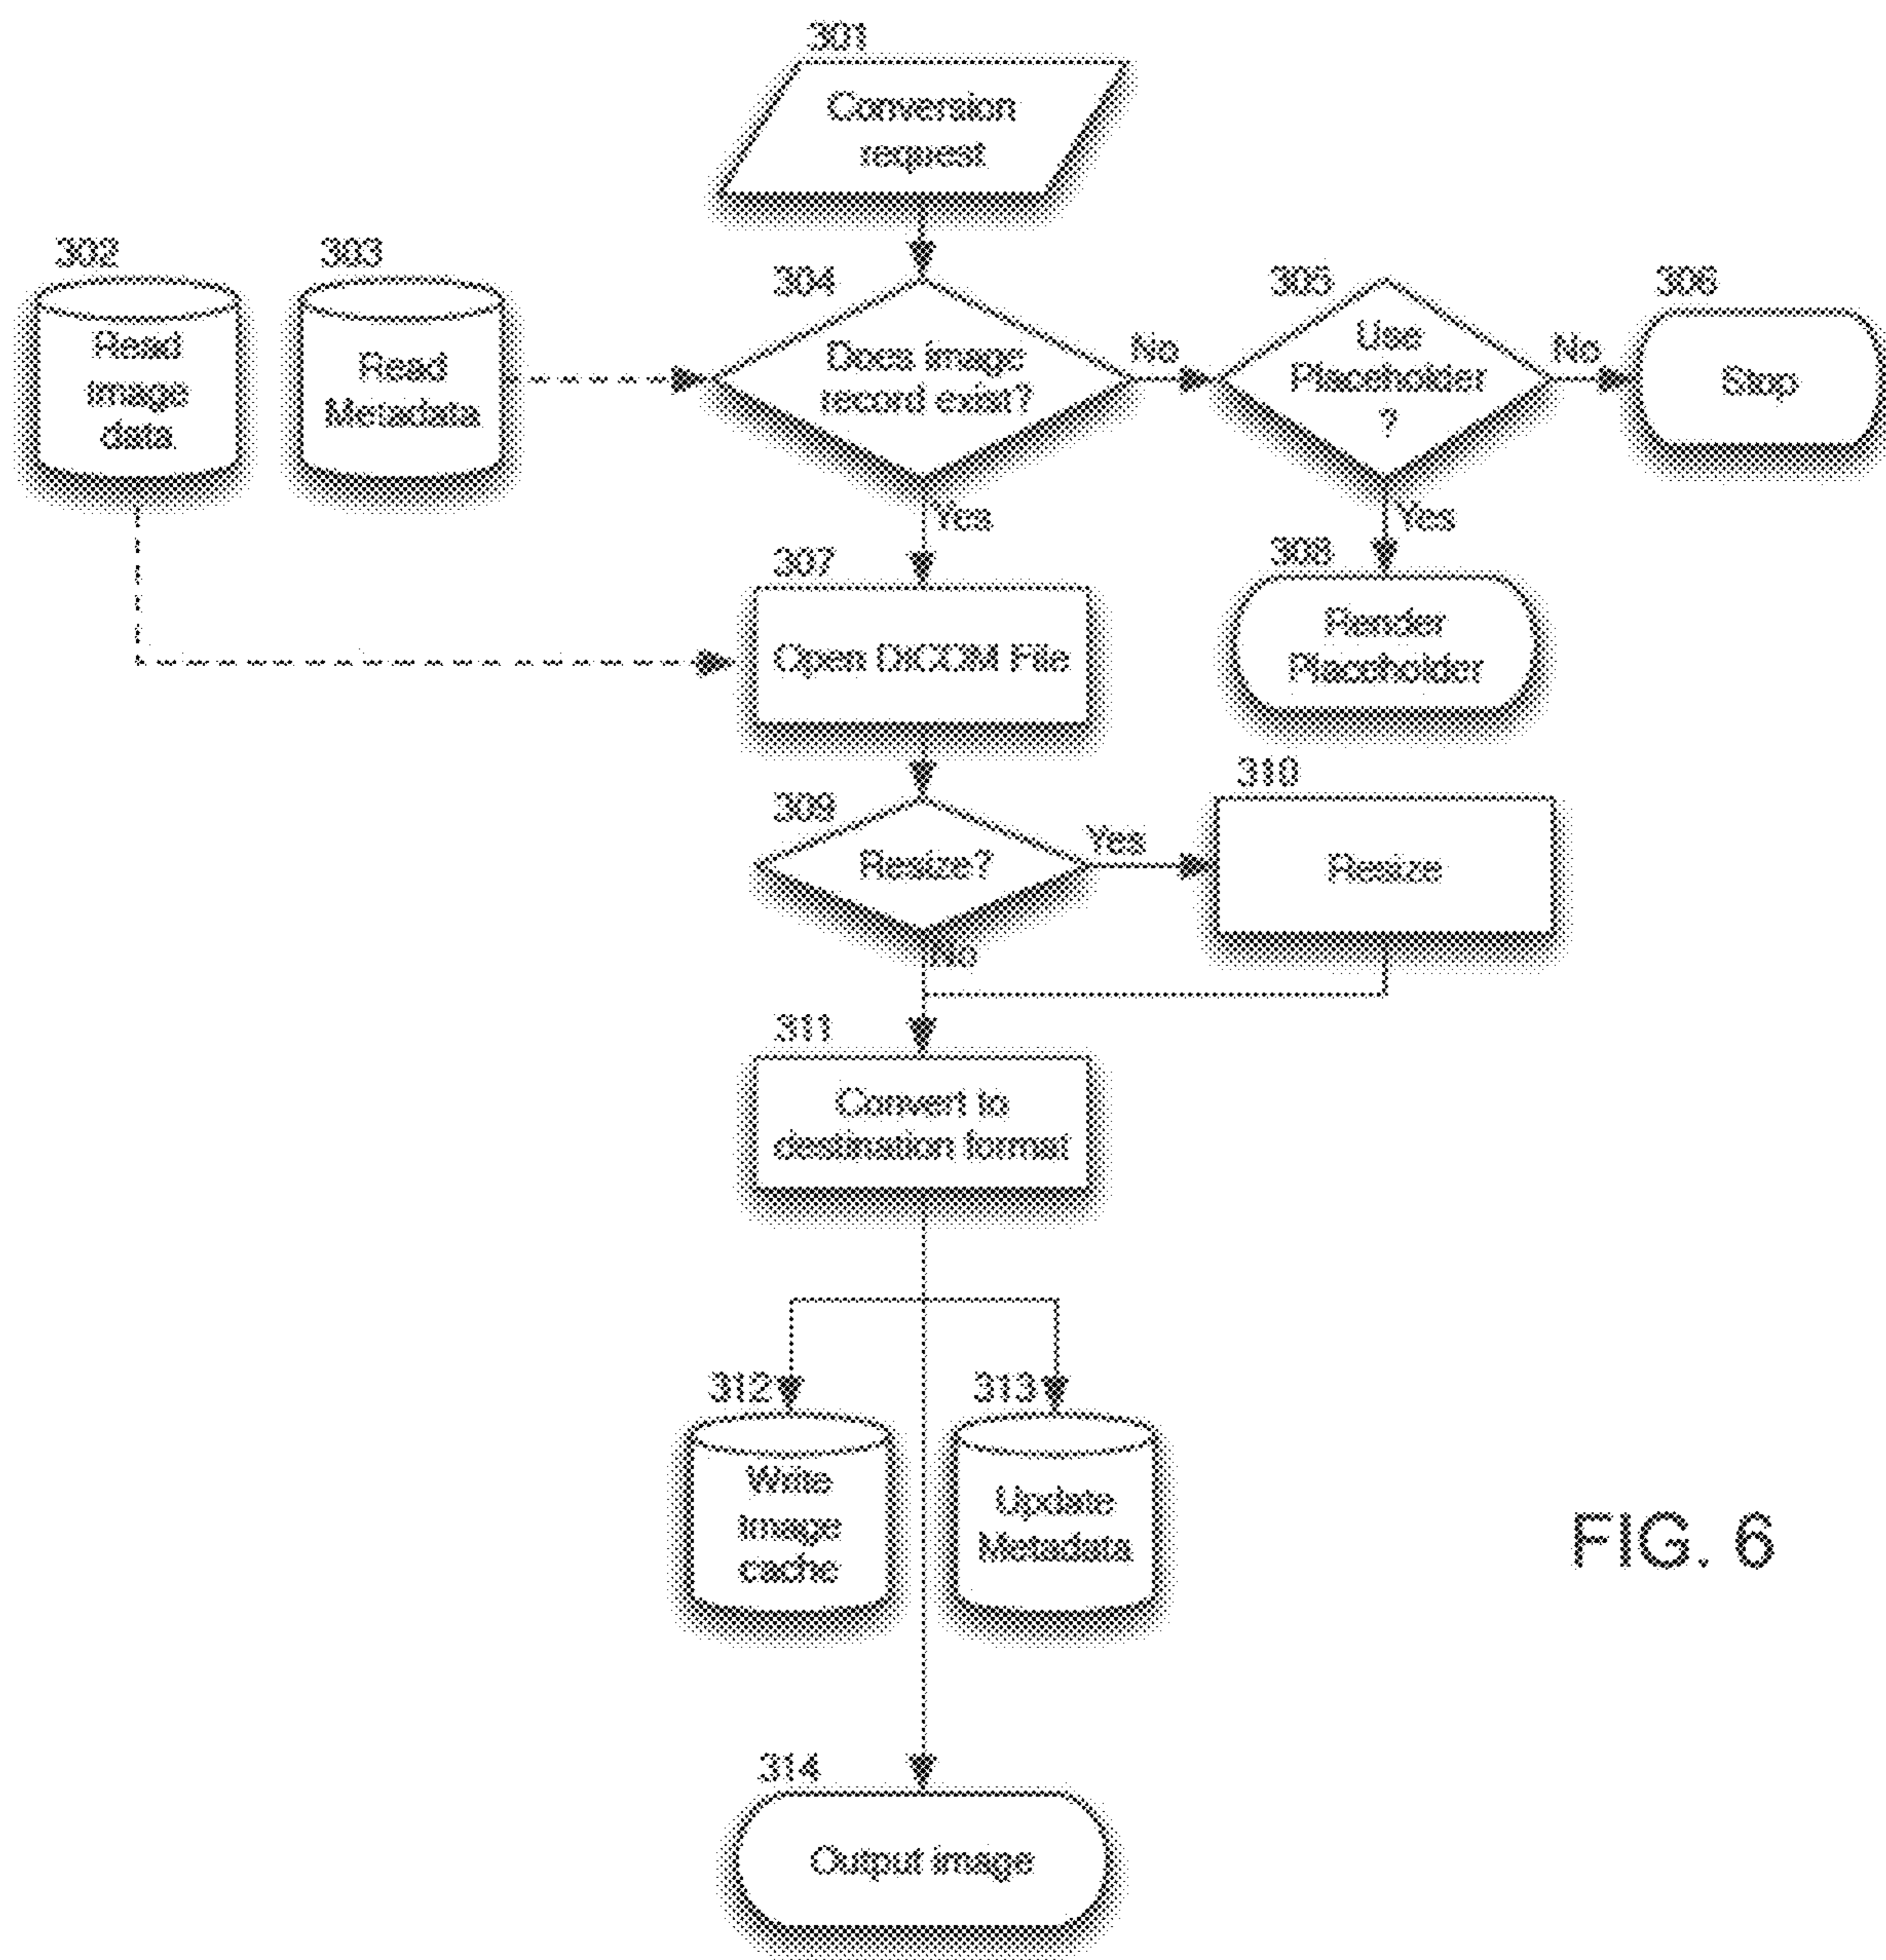 301
Conversion
request
302
Read
image
data
303
Read
Metadata
304
Does image
record exist?
No
305
Use
Placeholder
?
No
306
Stop
Yes
Yes
307
Open DICOM File
308
Render
Placeholder
309
Resize?
Yes
310
Resize
No
311
Convert to
destination format
312
Write
image
cache
313
Update
Metadata
FIG. 6
314
Output image